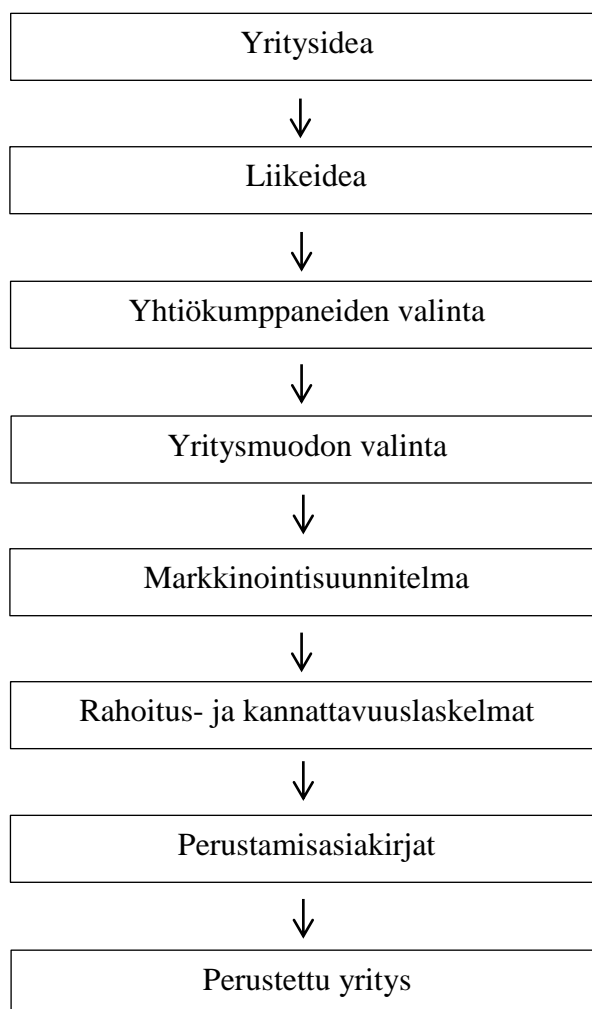 Yritysidea
Liikeidea
Yhtiökumppaneiden valinta
Yritysmuodon valinta
Markkinointisuunnitelma
Rahoitus- ja kannattavuuslaskelmat
Perustamisasiakirjat
Perustettu yritys